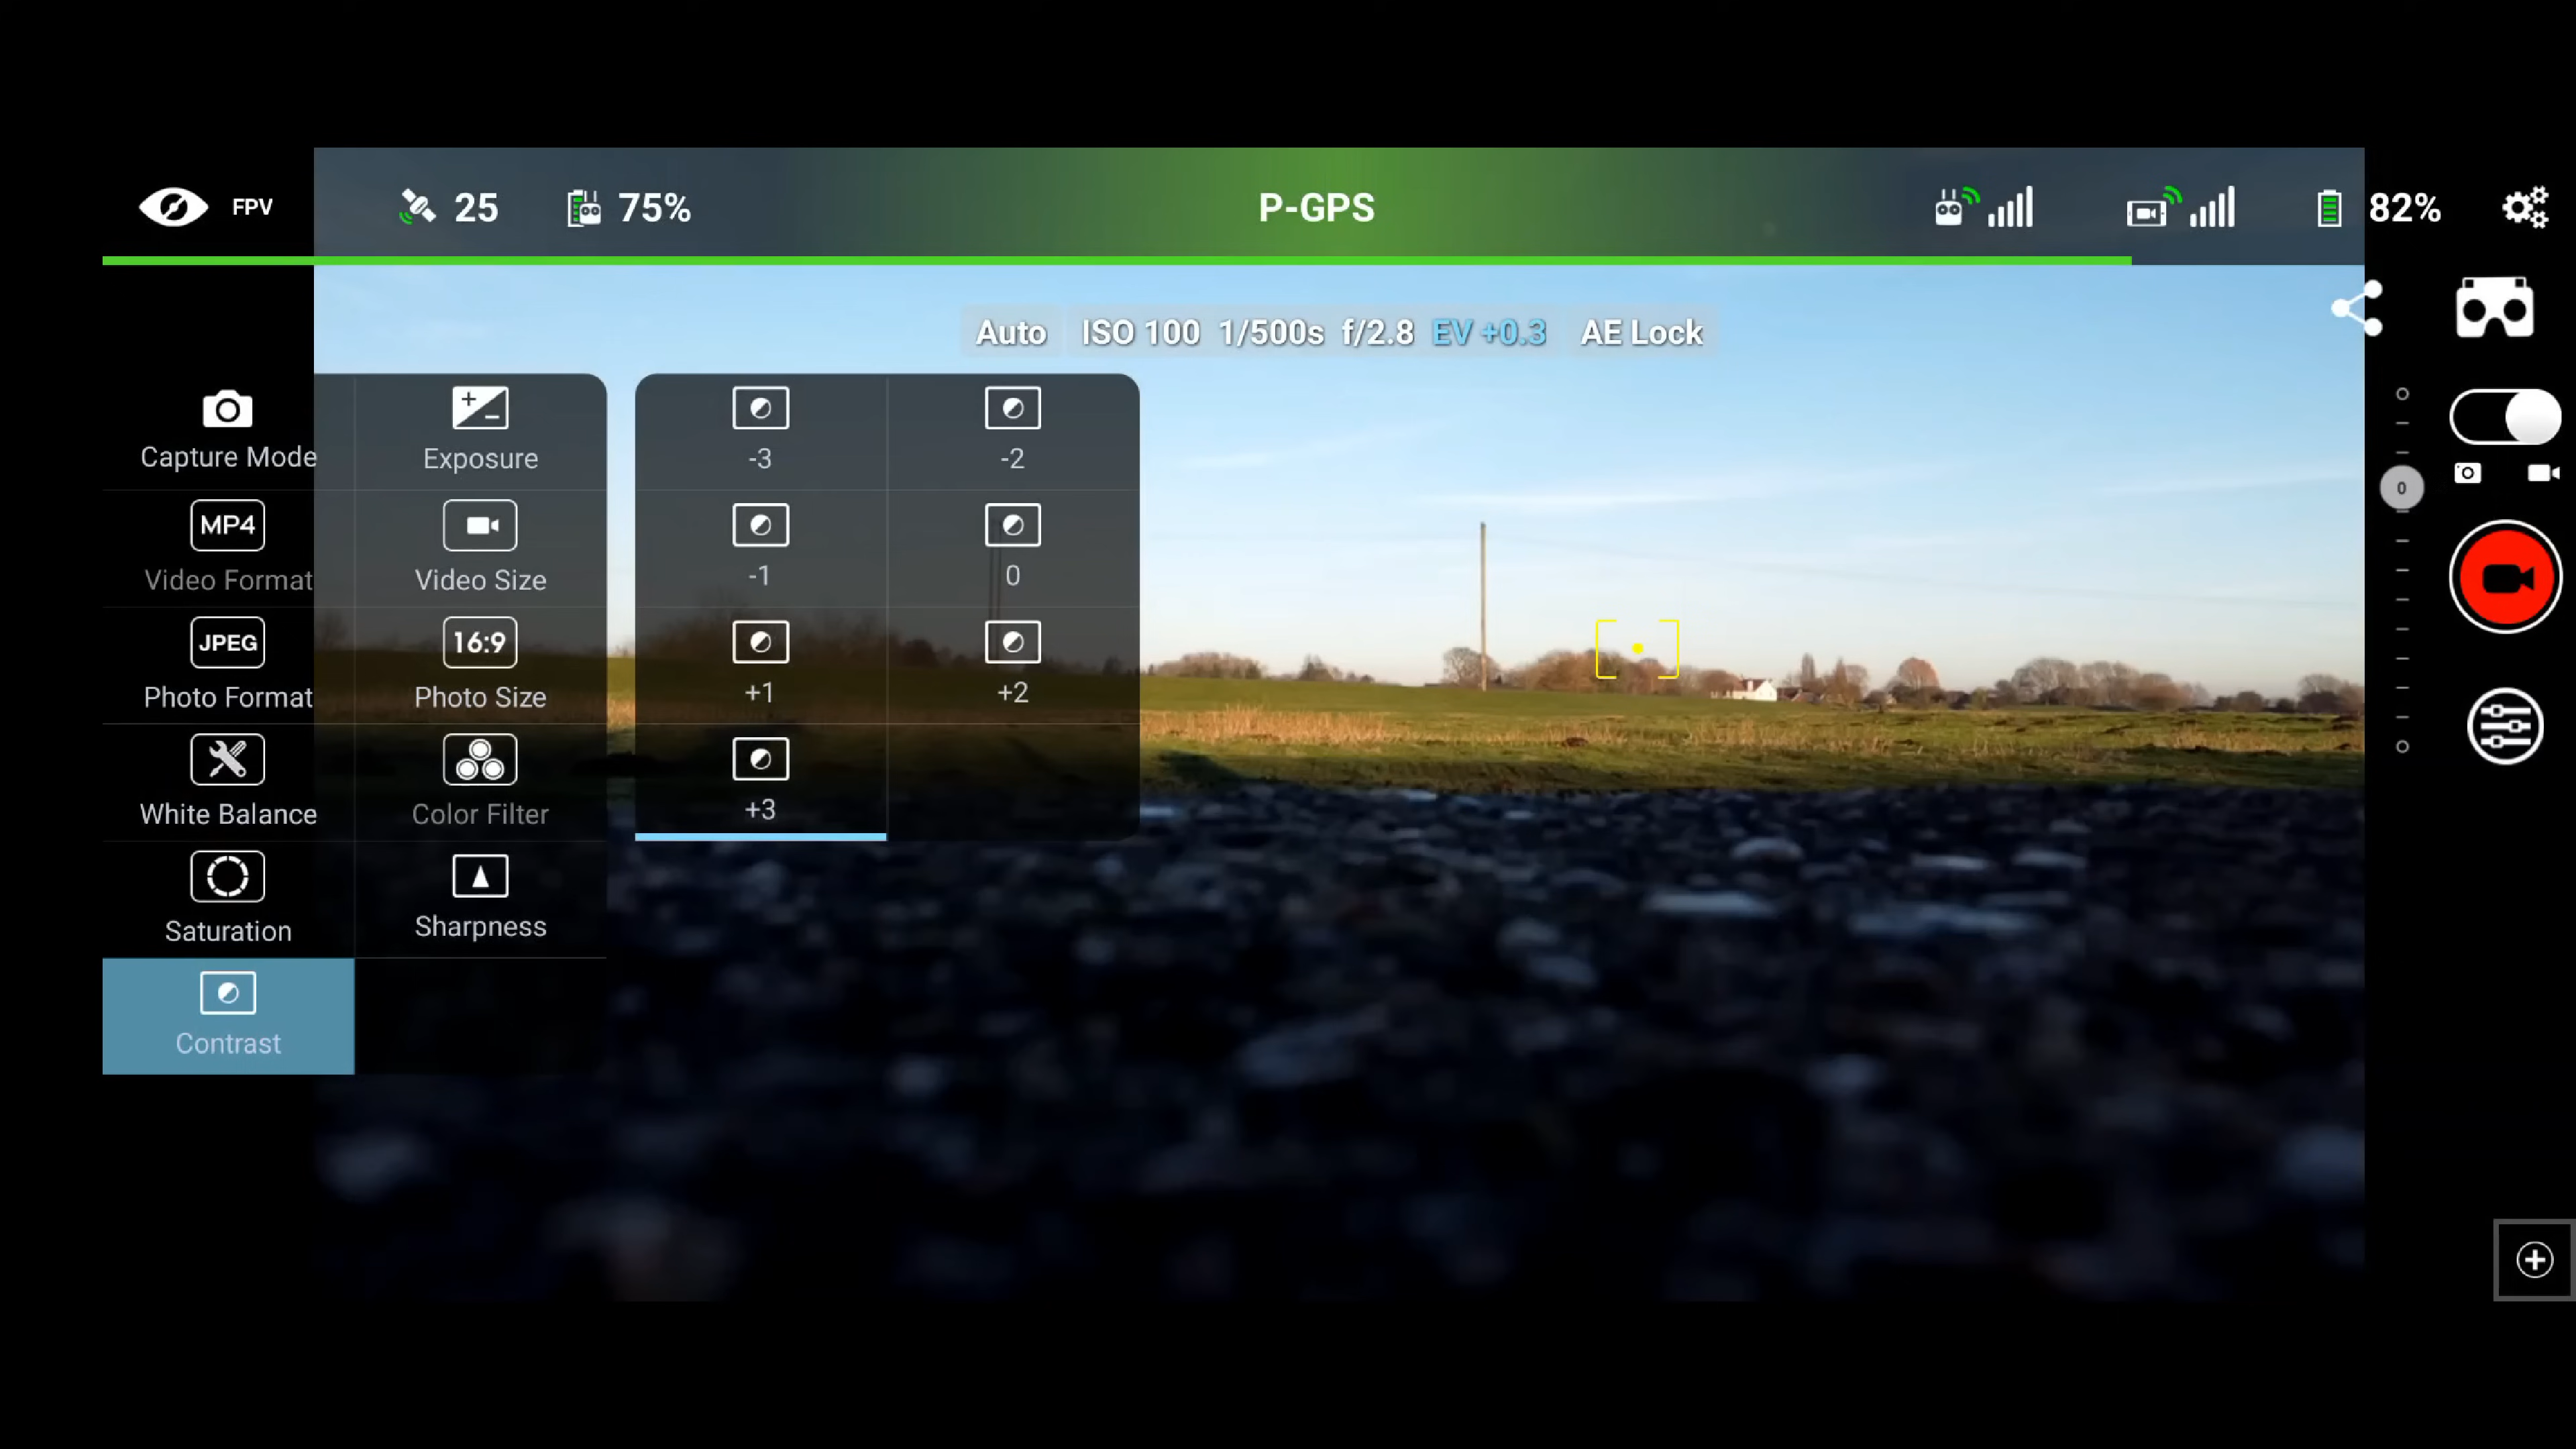 FPV 25 75% P-GPS 82%
Auto ISO 100 1/500s f/2.8 EV +0.3 AE Lock
Capture Mode Exposure
-3 -2
MP4
Video Format Video Size
-1 0
0
JPEG 16:9
Photo Format Photo Size
+1 +2
White Balance Color Filter
+3
Saturation Sharpness
Contrast